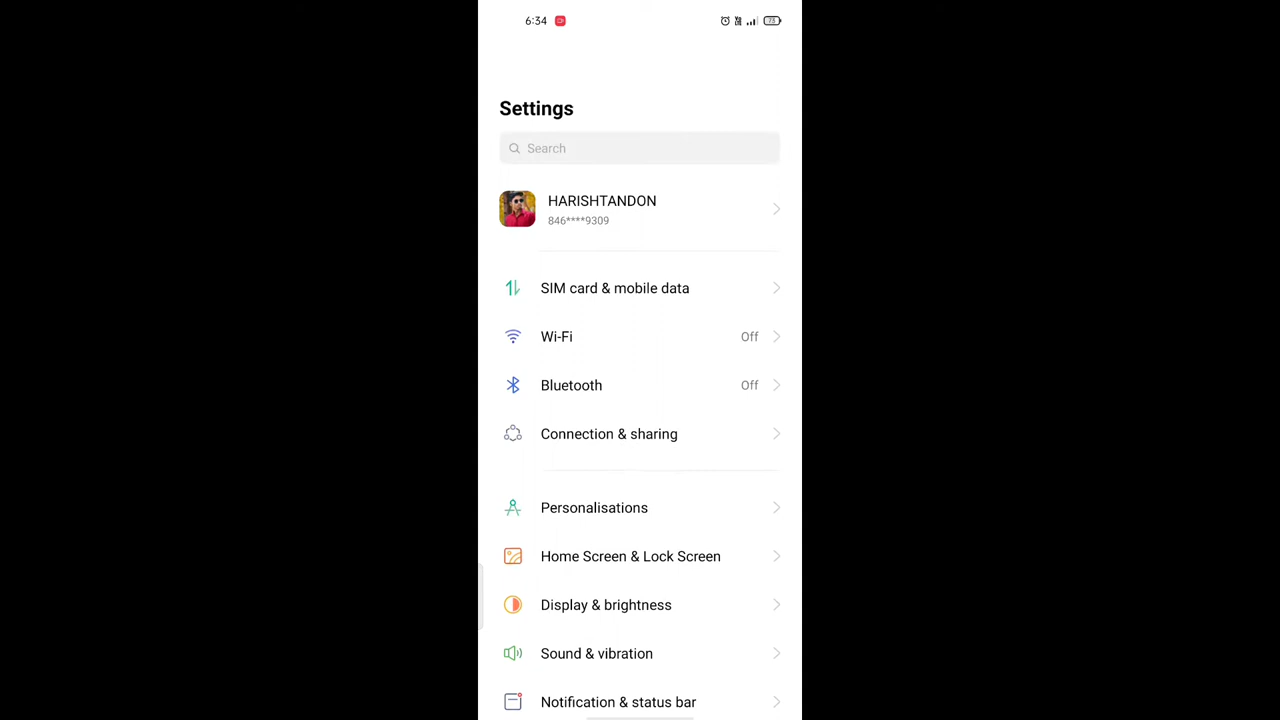 6:34
73
Settings
Search
HARISHTANDON
846****9309
SIM card & mobile data
Wi-Fi Off
Bluetooth Off
Connection & sharing
Personalisations
Home Screen & Lock Screen
Display & brightness
Sound & vibration
Notification & status bar